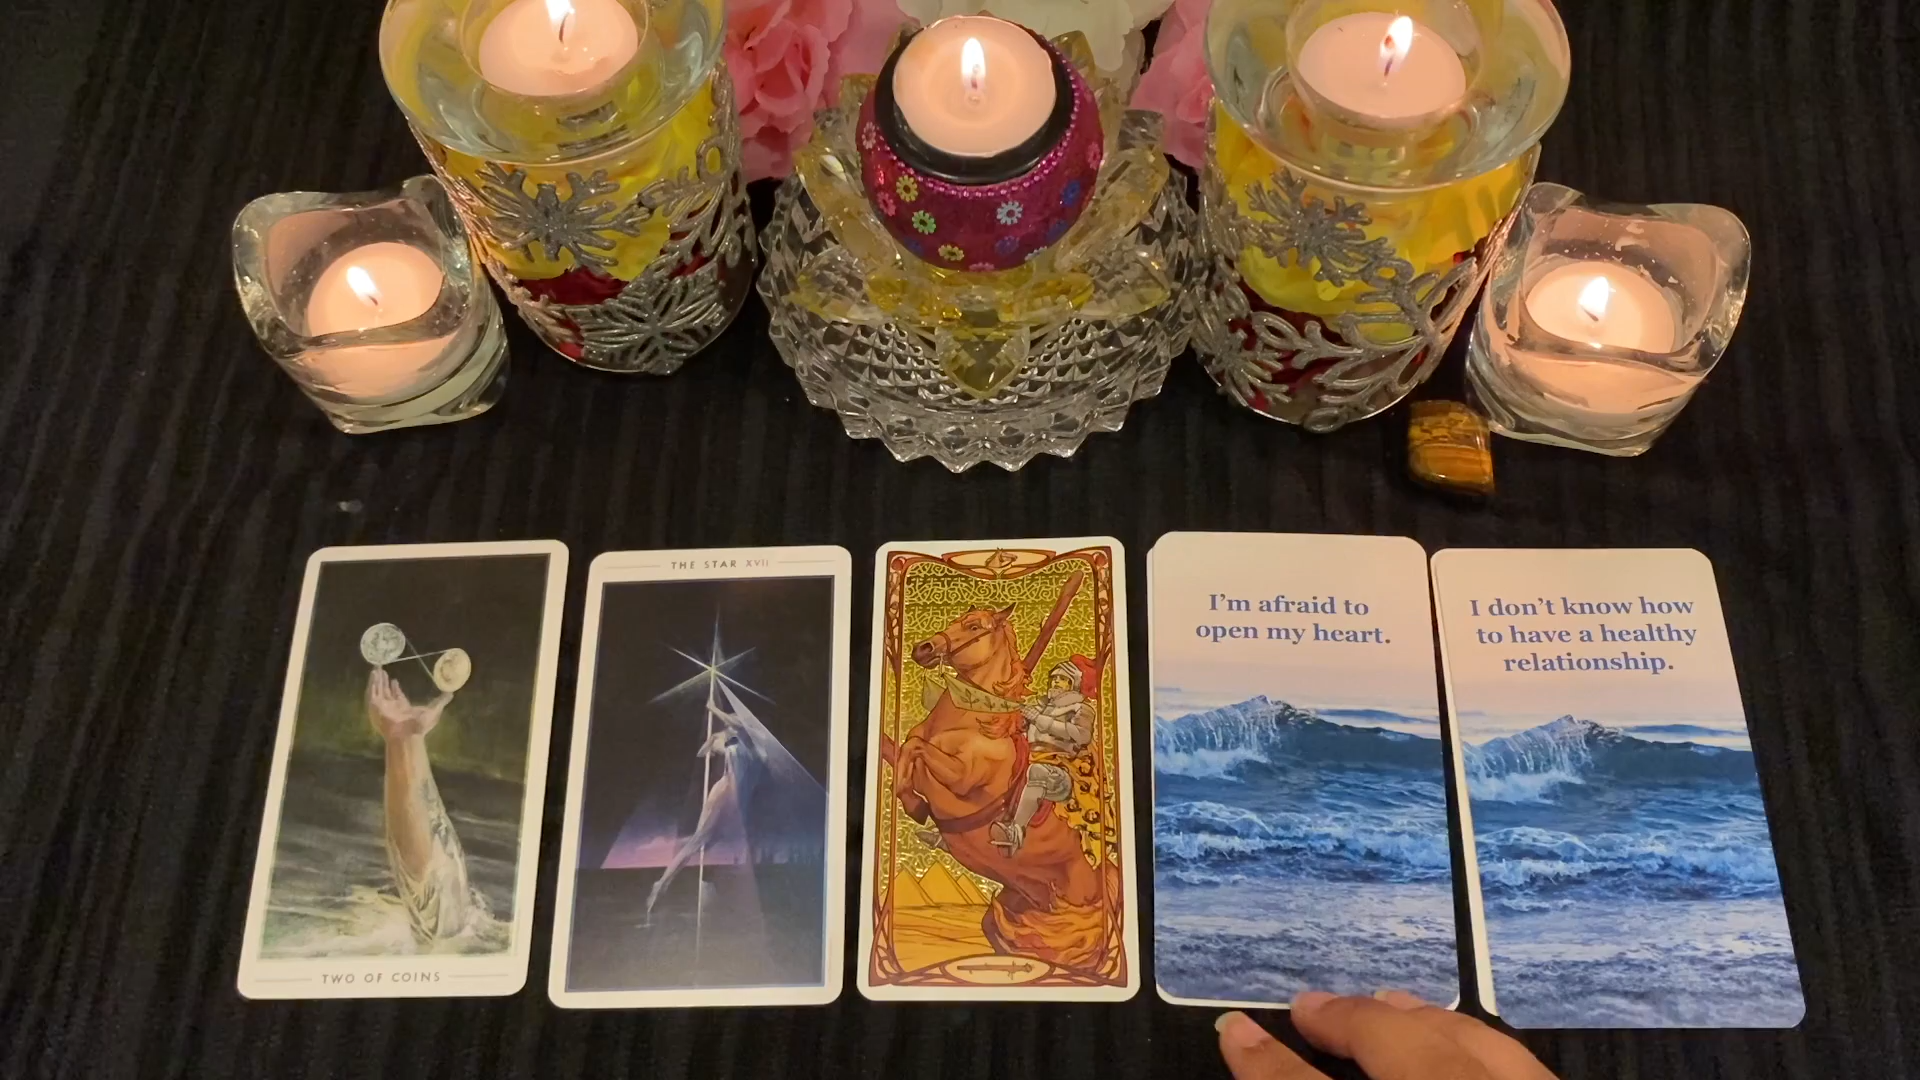 TWO OF COINS
THE STAR XVII
I'm afraid to
open my heart.
I don't know how
to have a healthy
relationship.